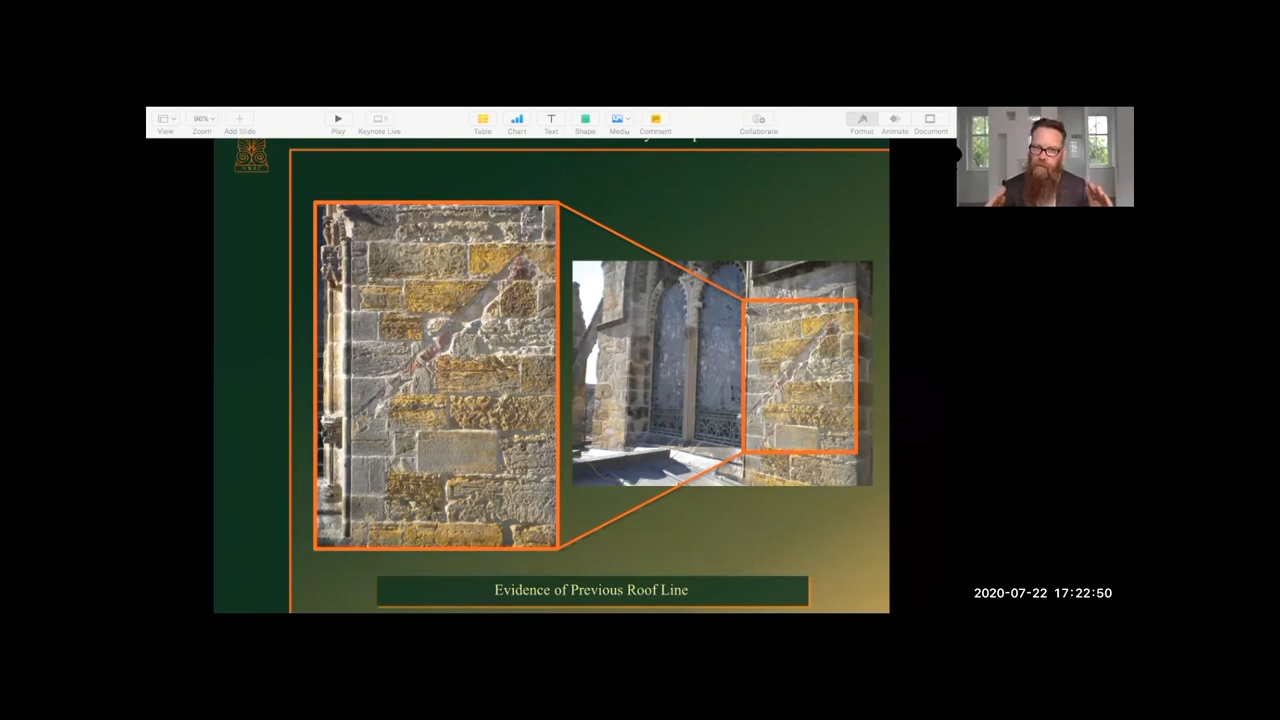 96%
View
Zoom
Add Slide
Play
Keynote Live
Table
Chart
Text
Shape
Media
Comment
Collaborate
Format
Animate
Document
Evidence of Previous Roof Line
2020-07-22 17:22:50